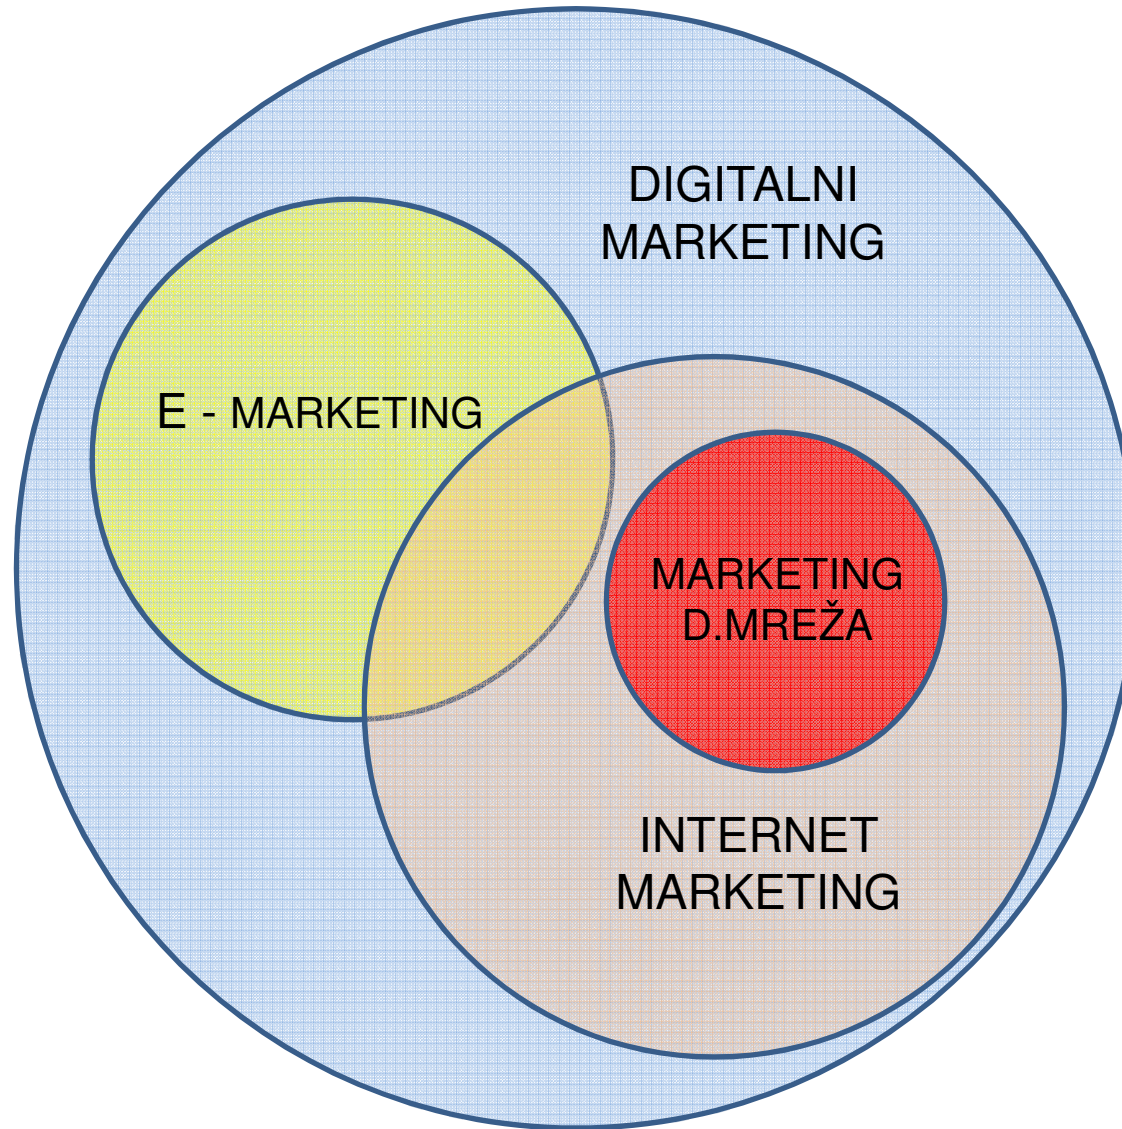 DIGITALNI
MARKETING
E - MARKETING
MARKETING
D.MREŽA
INTERNET
MARKETING